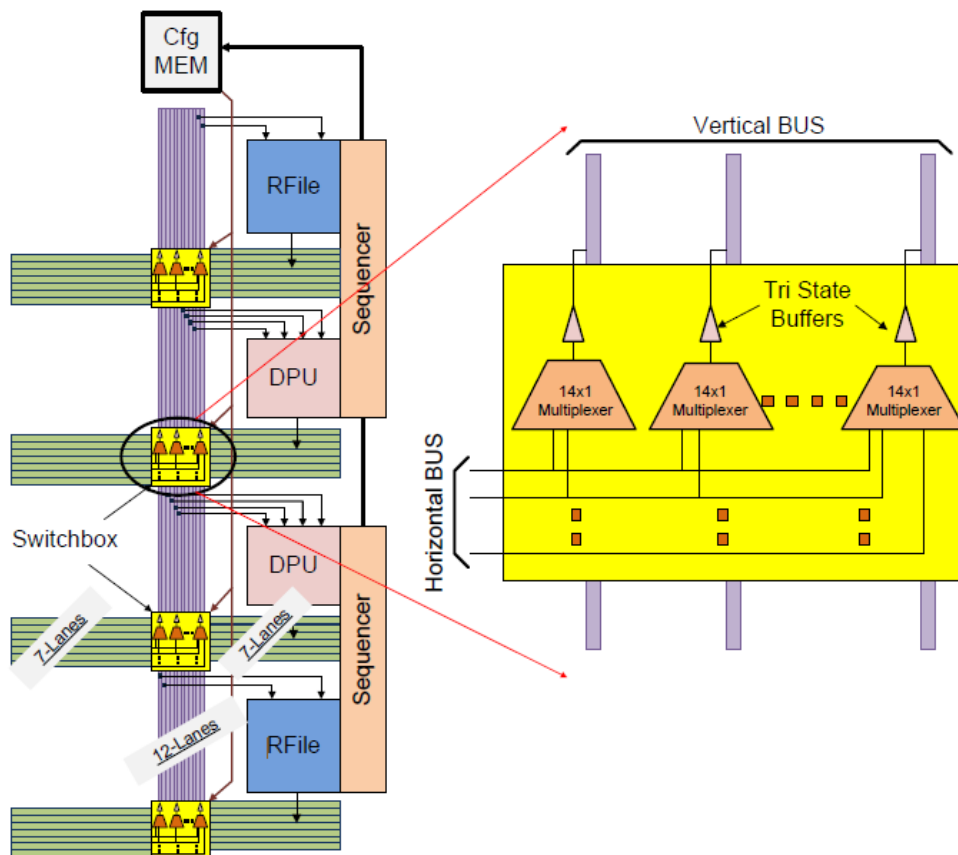 Cfg
MEM
Vertical BUS
RFile
Sequencer
Tri State
Buffers
DPU
14x1
Multiplexer
14x1
Multiplexer
14x1
Multiplexer
Horizontal BUS
Switchbox
DPU
7-Lanes
7-Lanes
Sequencer
12-Lanes
RFile